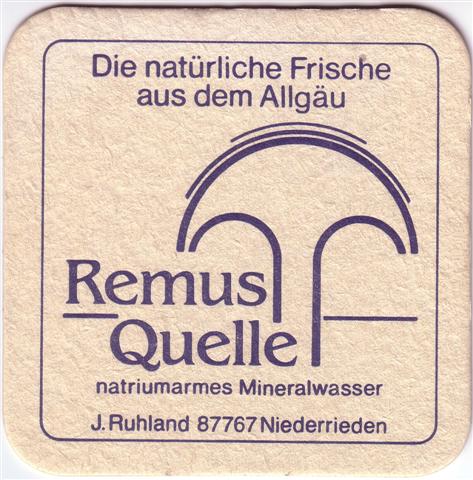 Die natürliche Frische
aus dem Allgäu
Remus
Quelle
natriumarmes Mineralwasser
J. Ruhland 87767 Niederrieden